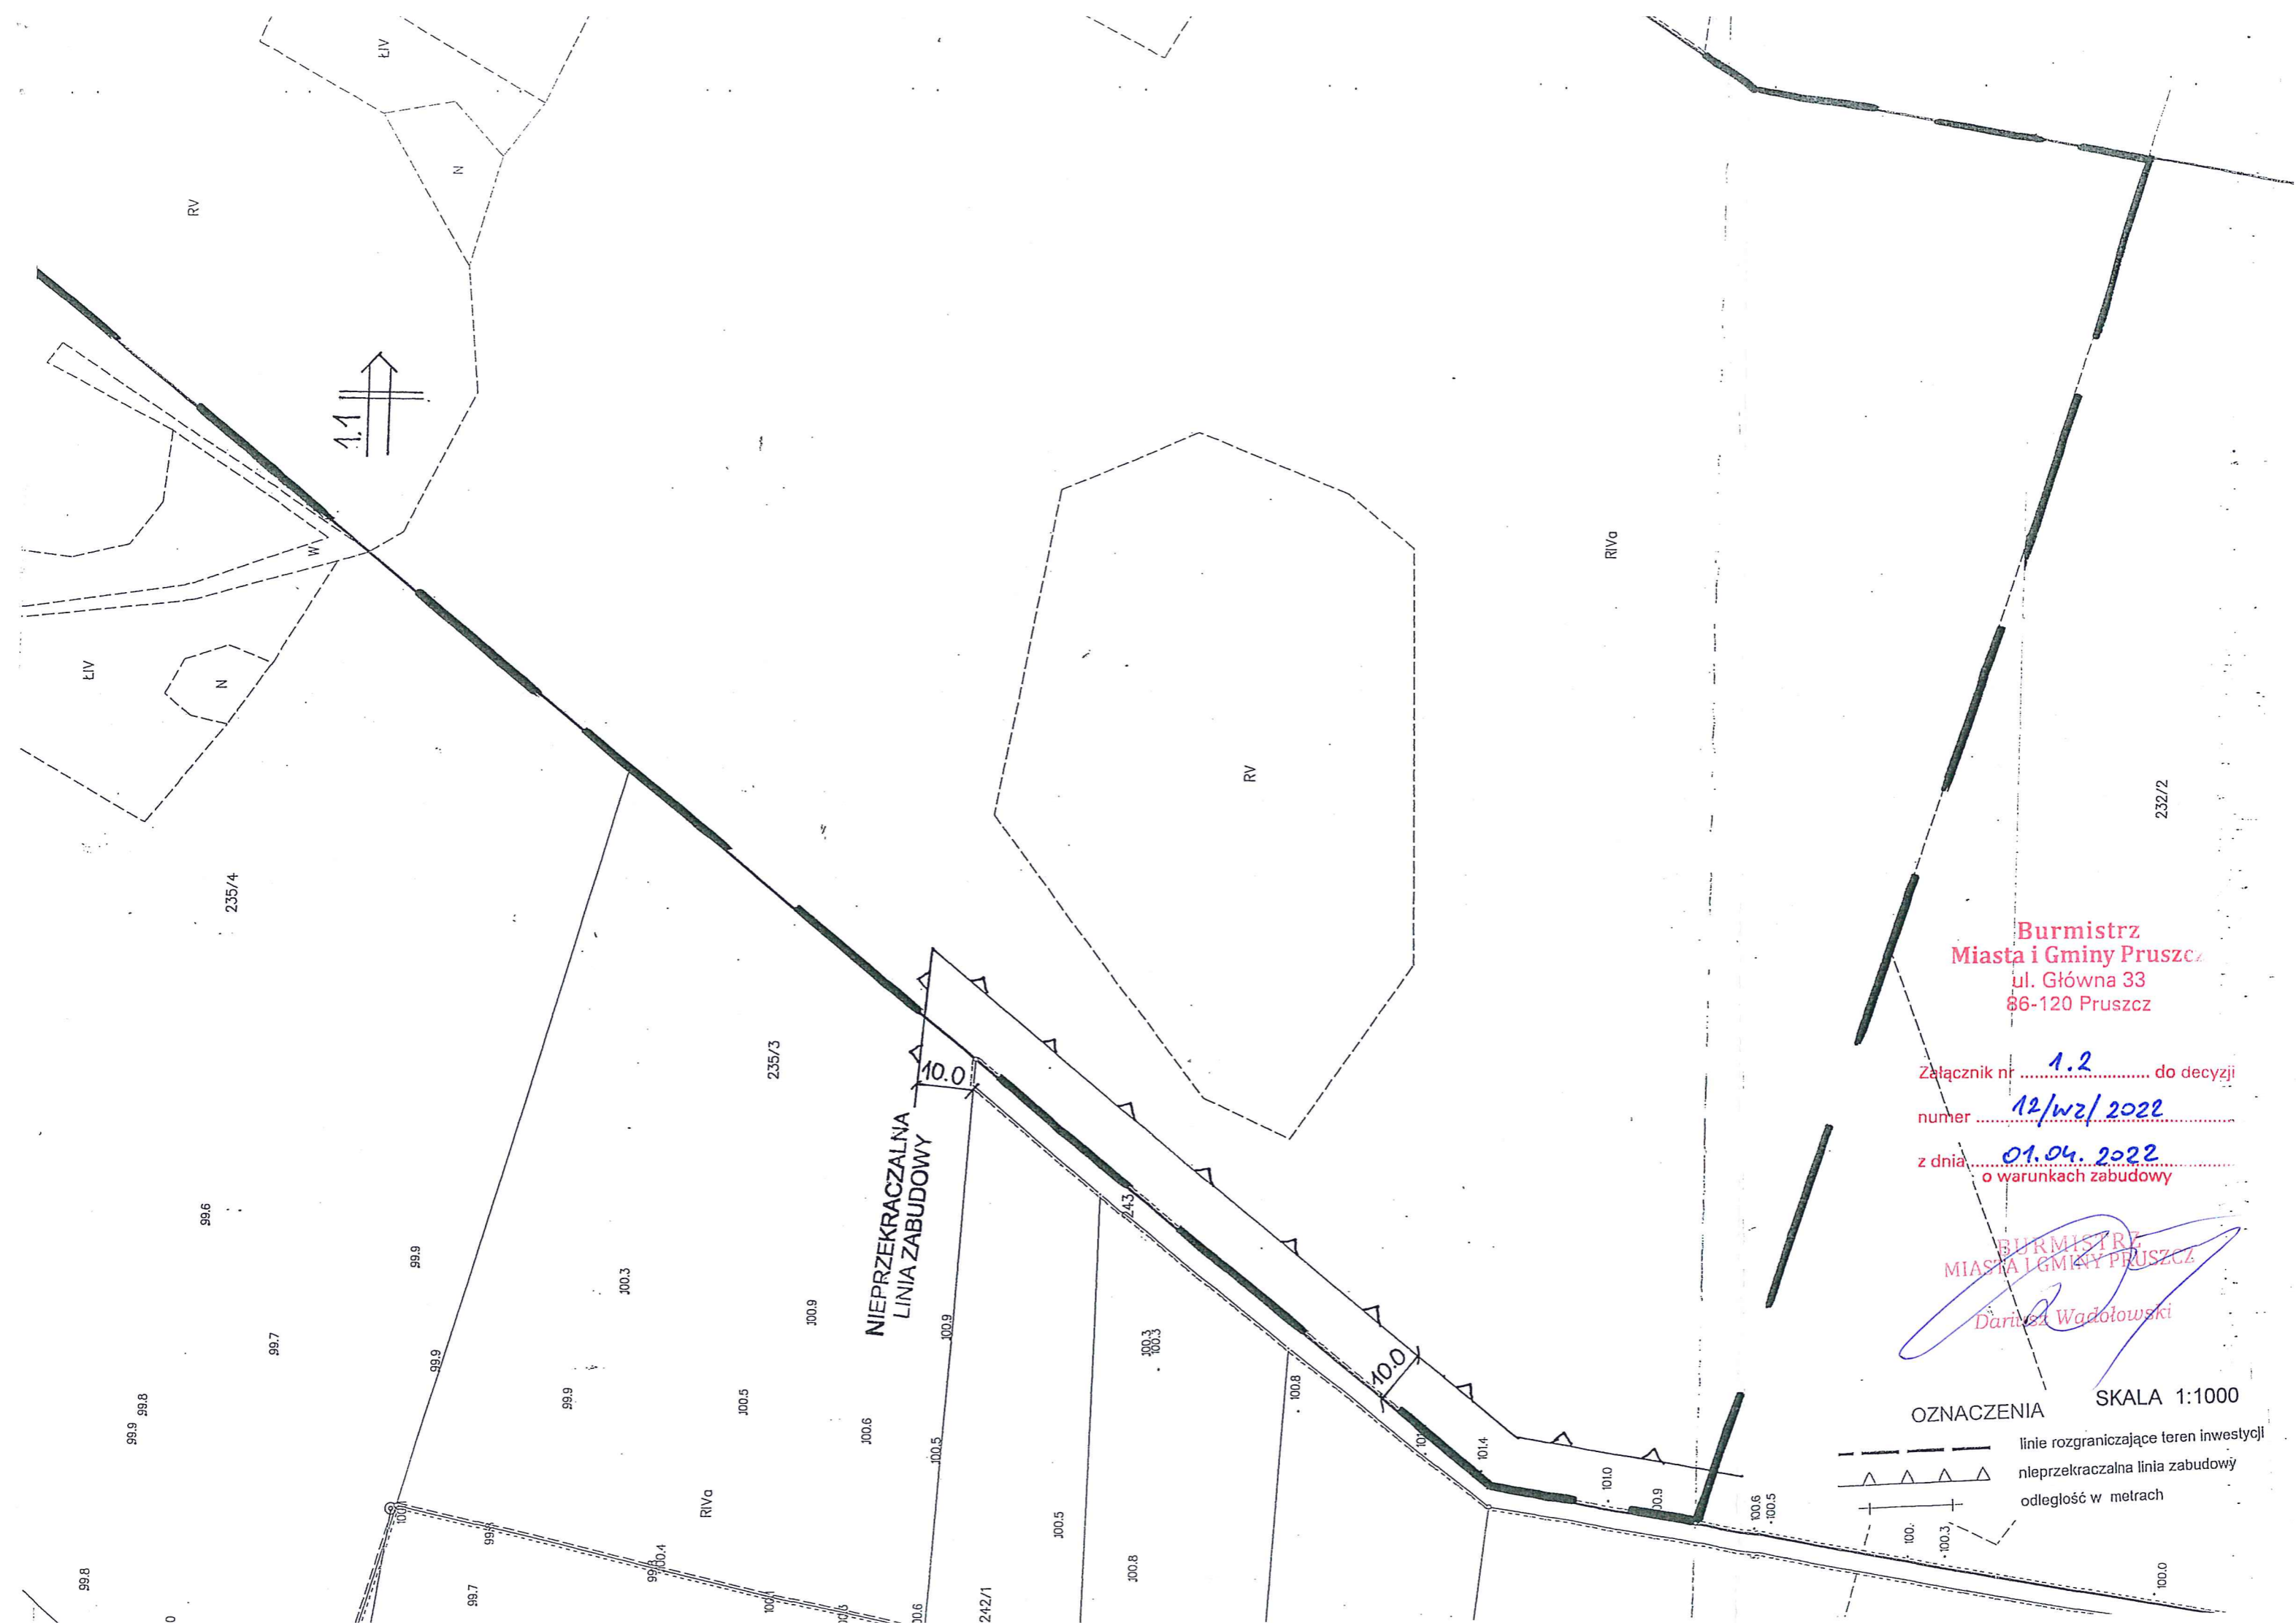 ŁIV
N
RV
1.1
W
ŁIV
N
RIVa
RV
232/2
235/4
235/3
10.0
NIEPRZEKRACZALNA
LINIA ZABUDOWY
243
99.6
99.9
100.3
99.7
99.9
100.9
100.9
100.3
100.3
99.8
99.9
99.9
100.5
100.6
100.5
100.8
10.0
101.4
101.0
100.6
100.5
RIVa
100.4
100.5
100.8
99.8
99.7
242/1
100.3
100.0
Burmistrz
Miasta i Gminy Pruszcz
ul. Główna 33
86-120 Pruszcz
Załącznik nr 1.2 do decyzji
numer 12/WZ/2022
z dnia 01.04.2022
o warunkach zabudowy
BURMISTRZ
MIASTA I GMINY PRUSZCZ
Dariusz Wądołowski
SKALA 1:1000
OZNACZENIA
linie rozgraniczające teren inwestycji
nieprzekraczalna linia zabudowy
odległość w metrach